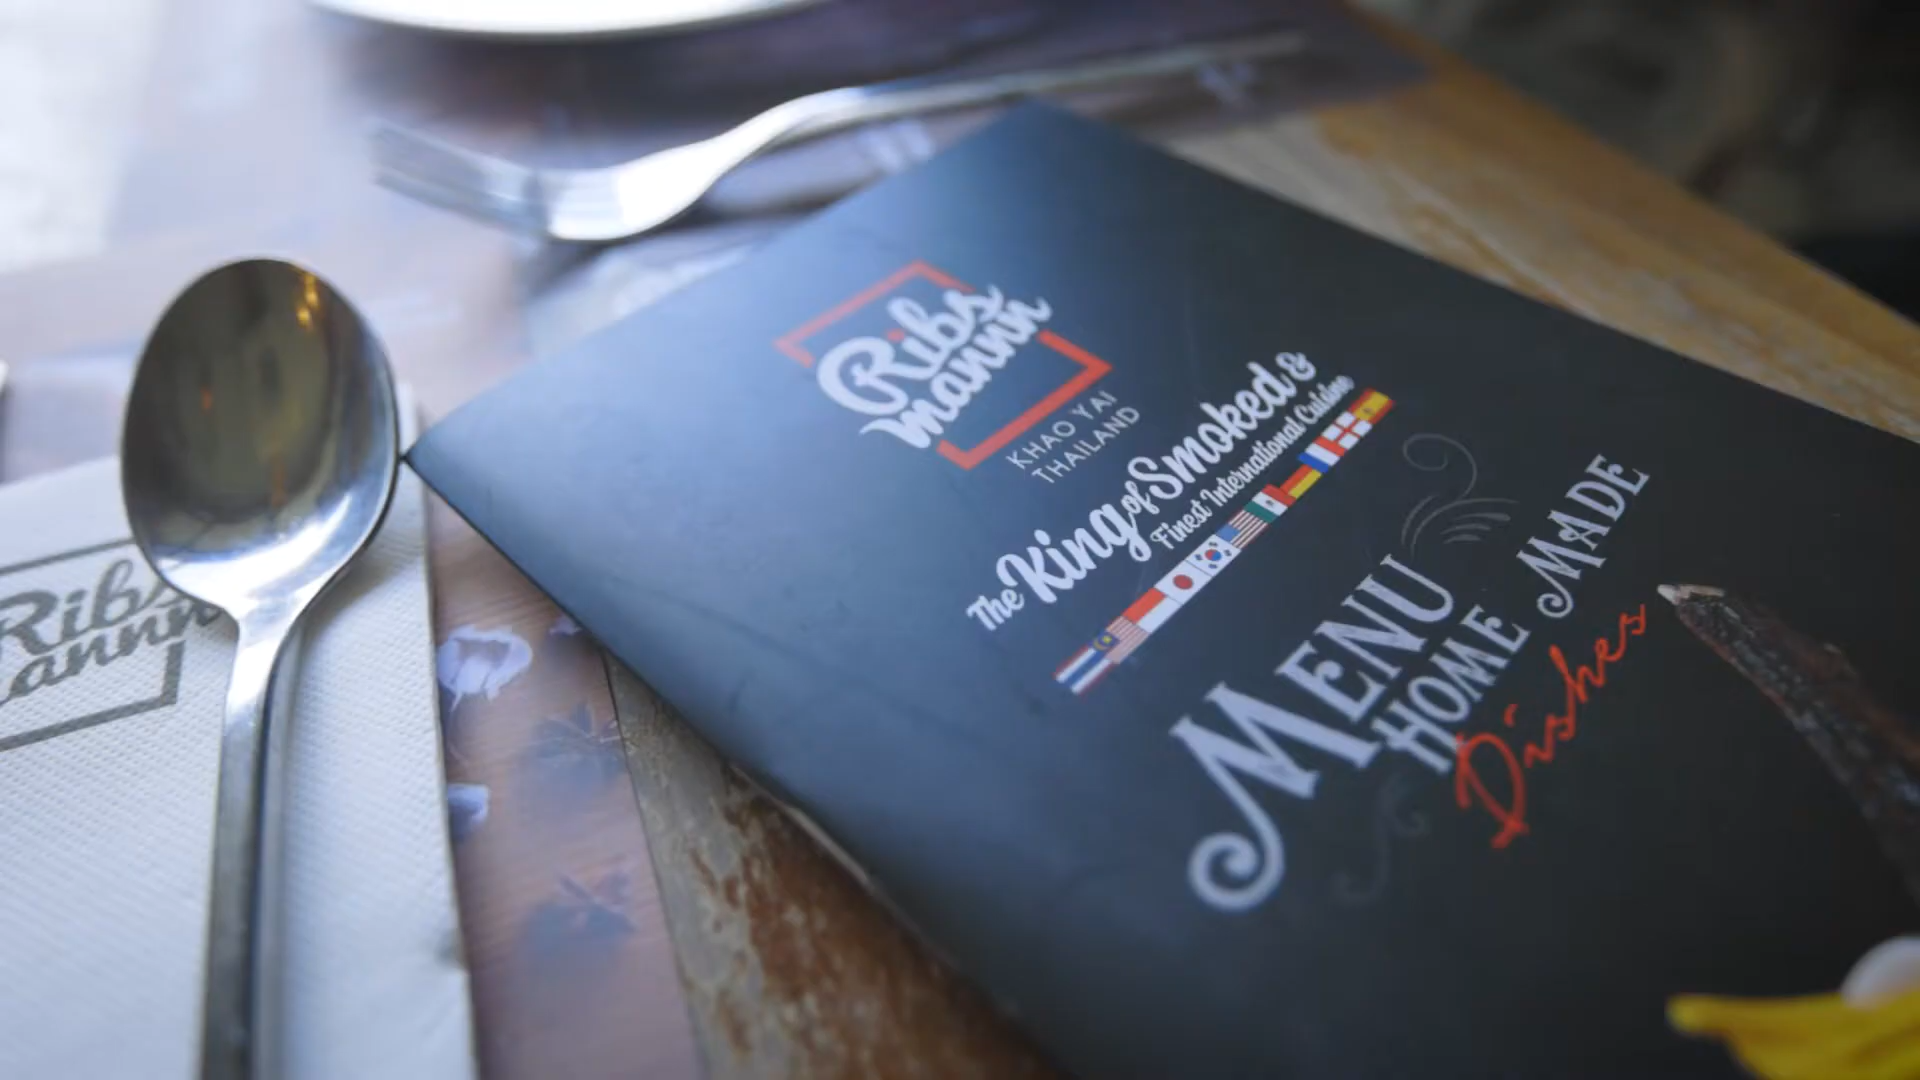 Ribs
mannn
KHAO YAI
THAILAND
The King of Smoked &
Finest International Cuisine
MENU
HOME MADE
Dishes
Ribs
mannn